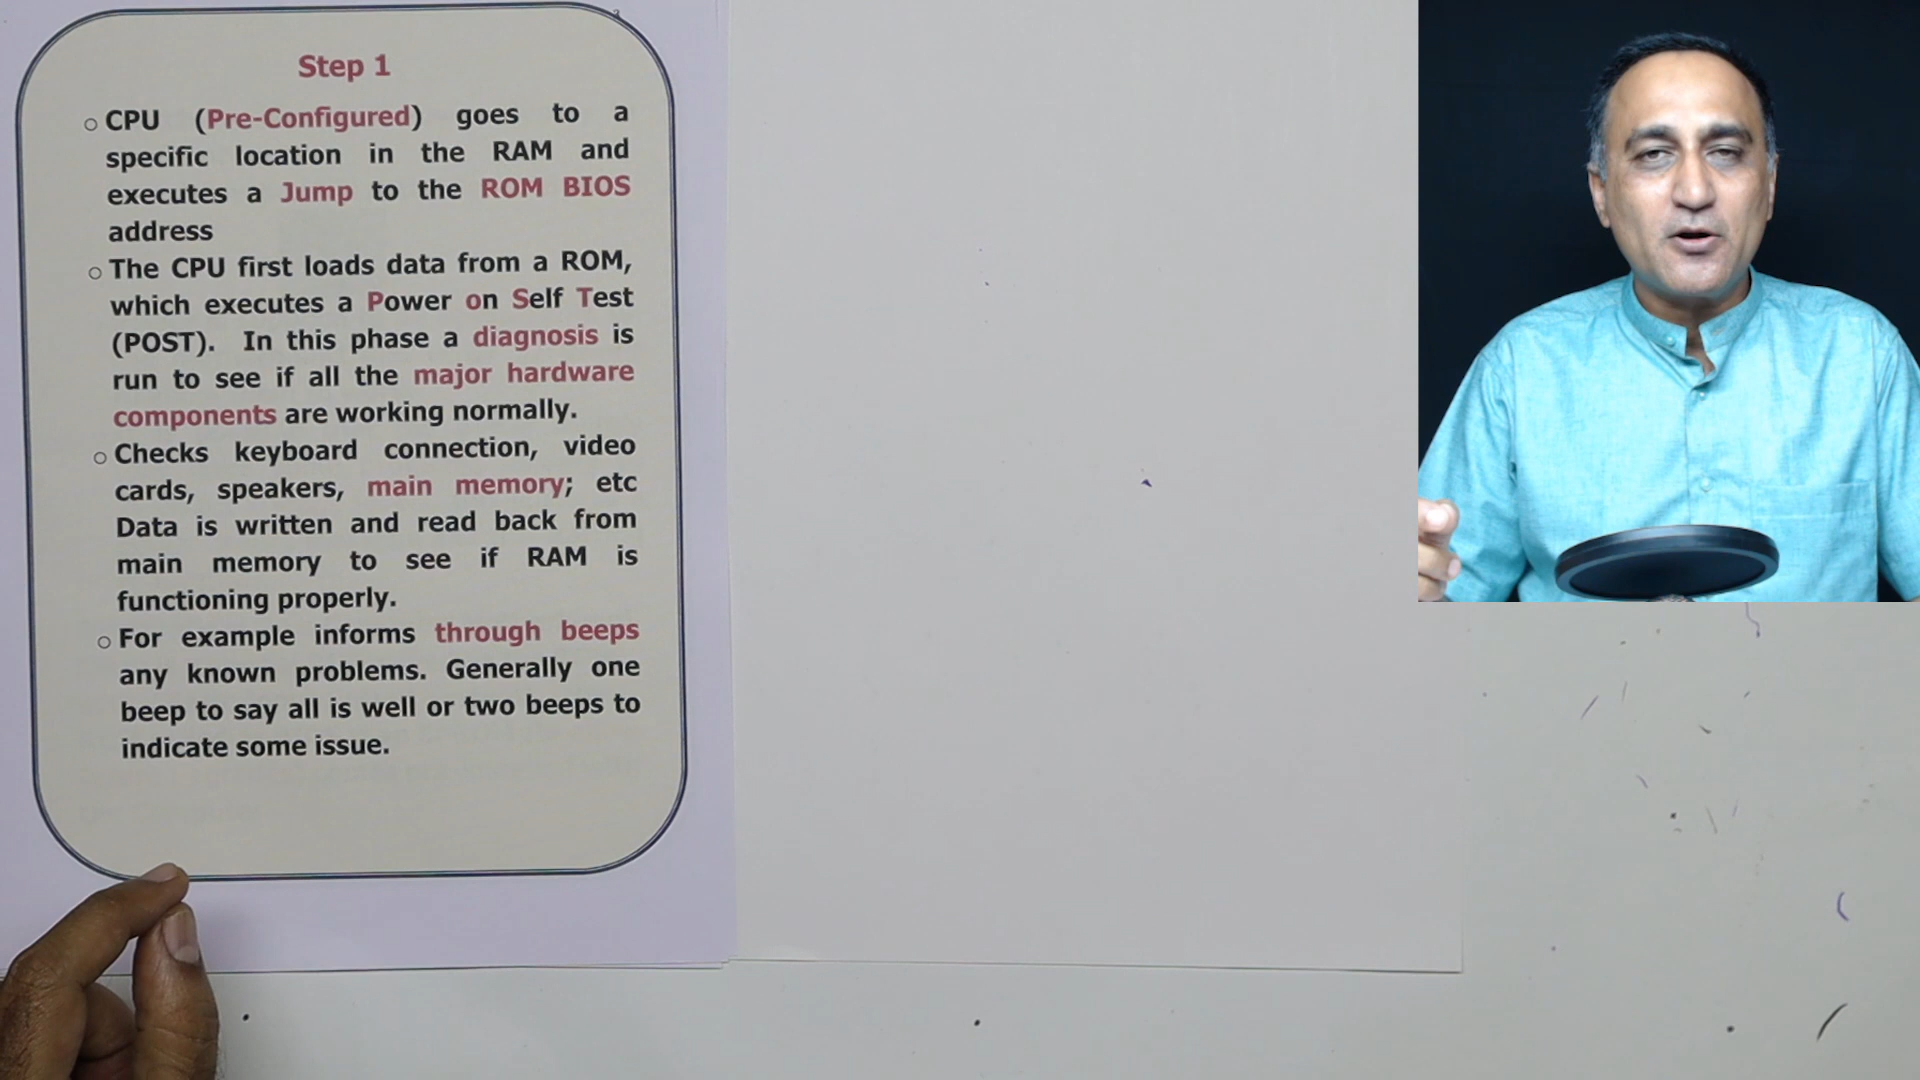 Step 1
○ CPU (Pre-Configured) goes to a
specific location in the RAM and
executes a Jump to the ROM BIOS
address
○ The CPU first loads data from a ROM,
which executes a Power on Self Test
(POST). In this phase a diagnosis is
run to see if all the major hardware
components are working normally.
○ Checks keyboard connection, video
cards, speakers, main memory; etc
Data is written and read back from
main memory to see if RAM is
functioning properly.
○ For example informs through beeps
any known problems. Generally one
beep to say all is well or two beeps to
indicate some issue.